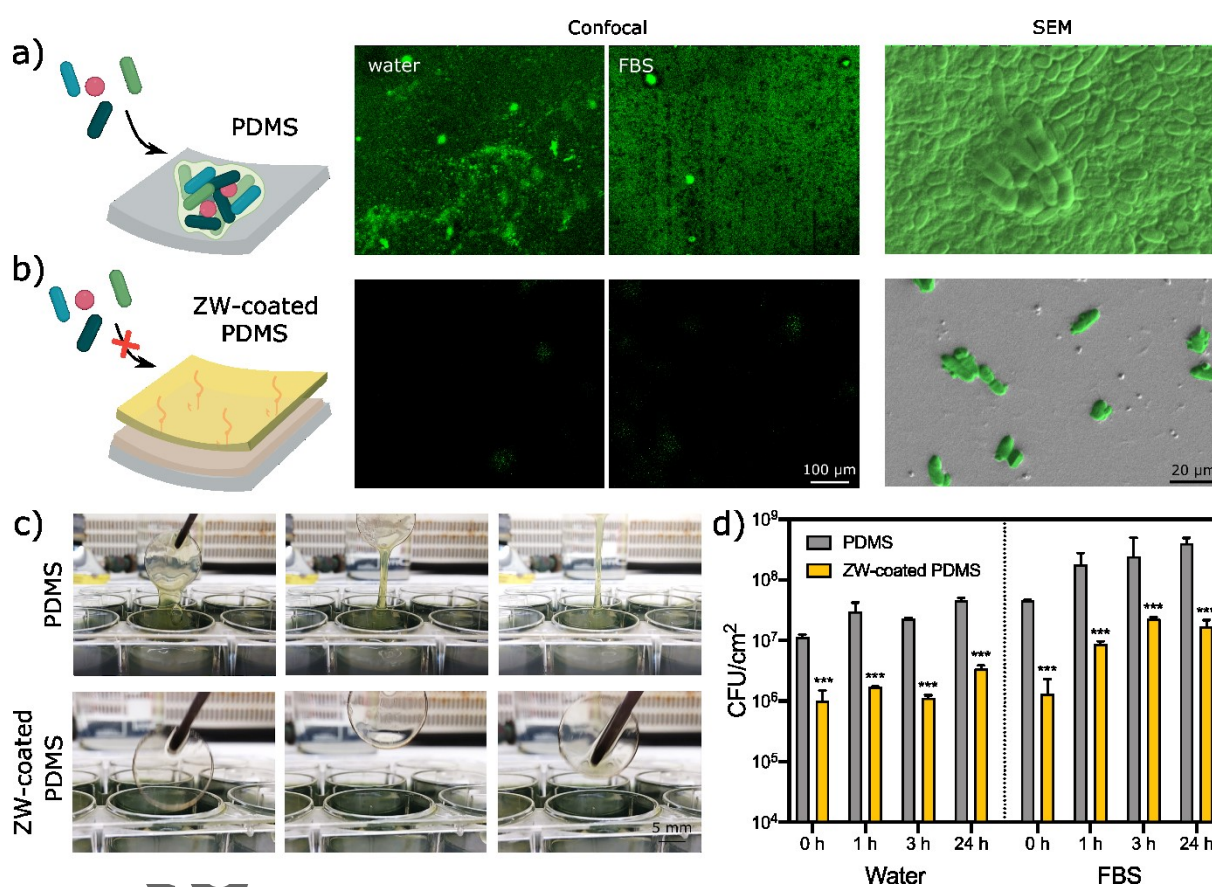 Confocal
SEM
a)
PDMS
water
FBS
b)
ZW-coated
PDMS
100 µm
20 µm
c)
PDMS
ZW-coated
PDMS
5 mm
d)
CFU/cm²
10⁹
10⁸
10⁷
10⁶
10⁵
10⁴
PDMS
ZW-coated PDMS
*** *** *** *** *** *** *** ***
0 h 1 h 3 h 24 h 0 h 1 h 3 h 24 h
Water FBS